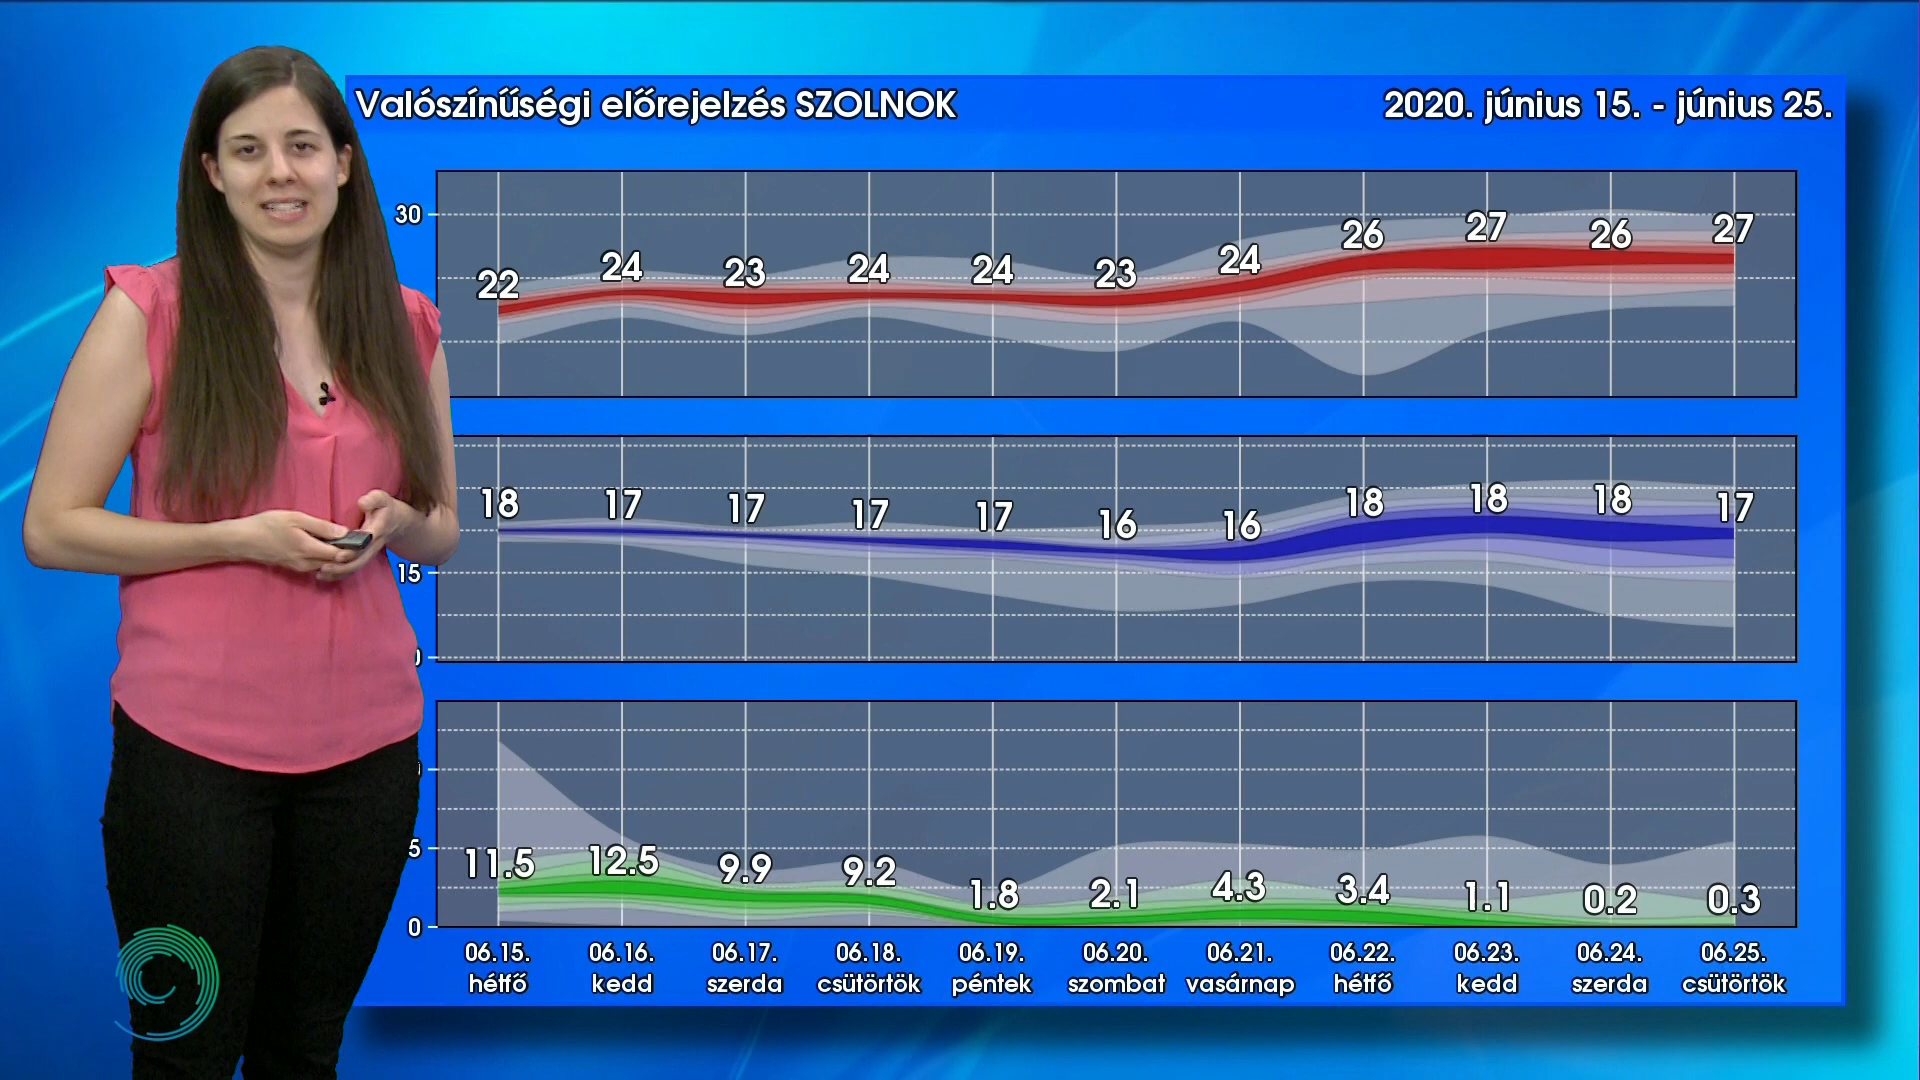 Valószínűségi előrejelzés SZOLNOK
2020. június 15. - június 25.
30
22 24 23 24 24 23 24 26 27 26 27
18 17 17 17 17 16 16 18 18 18 17
15
5
11.5 12.5 9.9 9.2 1.8 2.1 4.3 3.4 1.1 0.2 0.3
0
06.15. 06.16. 06.17. 06.18. 06.19. 06.20. 06.21. 06.22. 06.23. 06.24. 06.25.
hétfő kedd szerda csütörtök péntek szombat vasárnap hétfő kedd szerda csütörtök